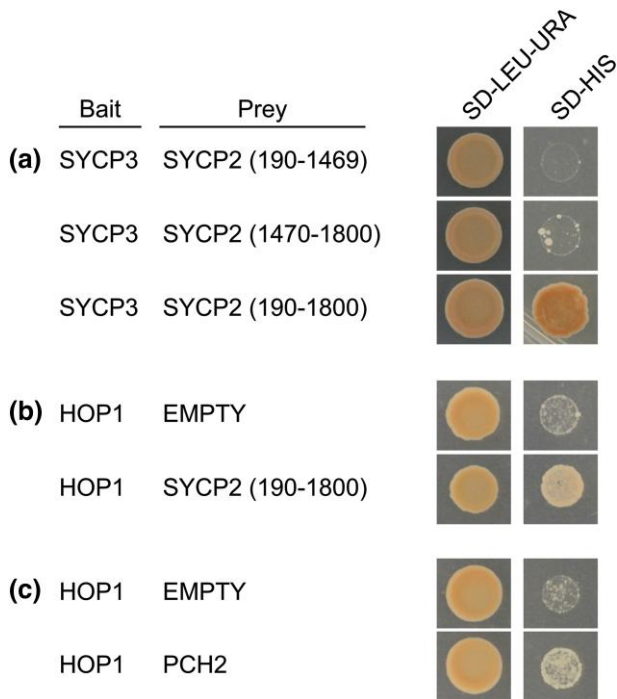 SD-LEU-URA SD-HIS
Bait Prey
(a) SYCP3 SYCP2 (190-1469)
SYCP3 SYCP2 (1470-1800)
SYCP3 SYCP2 (190-1800)
(b) HOP1 EMPTY
HOP1 SYCP2 (190-1800)
(c) HOP1 EMPTY
HOP1 PCH2